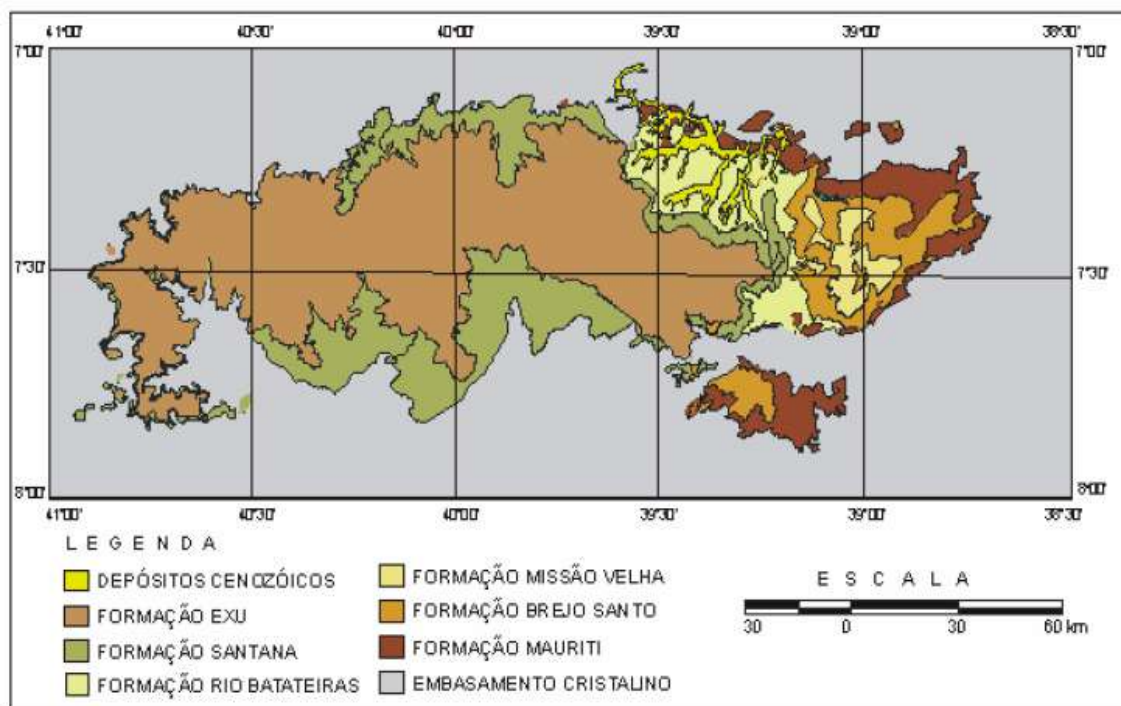 41°00' 40°30' 40°00' 39°30' 39°00' 38°30'
7°00' 7°00'
7°30' 7°30'
8°00' 8°00'
41°00' 40°30' 40°00' 39°30' 39°00' 38°30'
LEGENDA
DEPÓSITOS CENOZÓICOS
FORMAÇÃO EXU
FORMAÇÃO SANTANA
FORMAÇÃO RIO BATATEIRAS
FORMAÇÃO MISSÃO VELHA
FORMAÇÃO BREJO SANTO
FORMAÇÃO MAURITI
EMBASAMENTO CRISTALINO
ESCALA
30 0 30 60 km